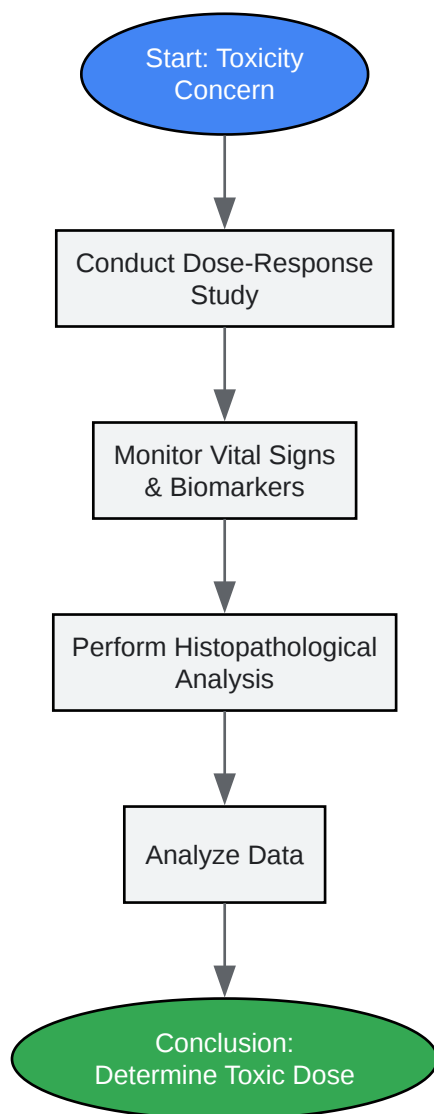 Start: Toxicity
Concern
Conduct Dose-Response
Study
Monitor Vital Signs
& Biomarkers
Perform Histopathological
Analysis
Analyze Data
Conclusion:
Determine Toxic Dose